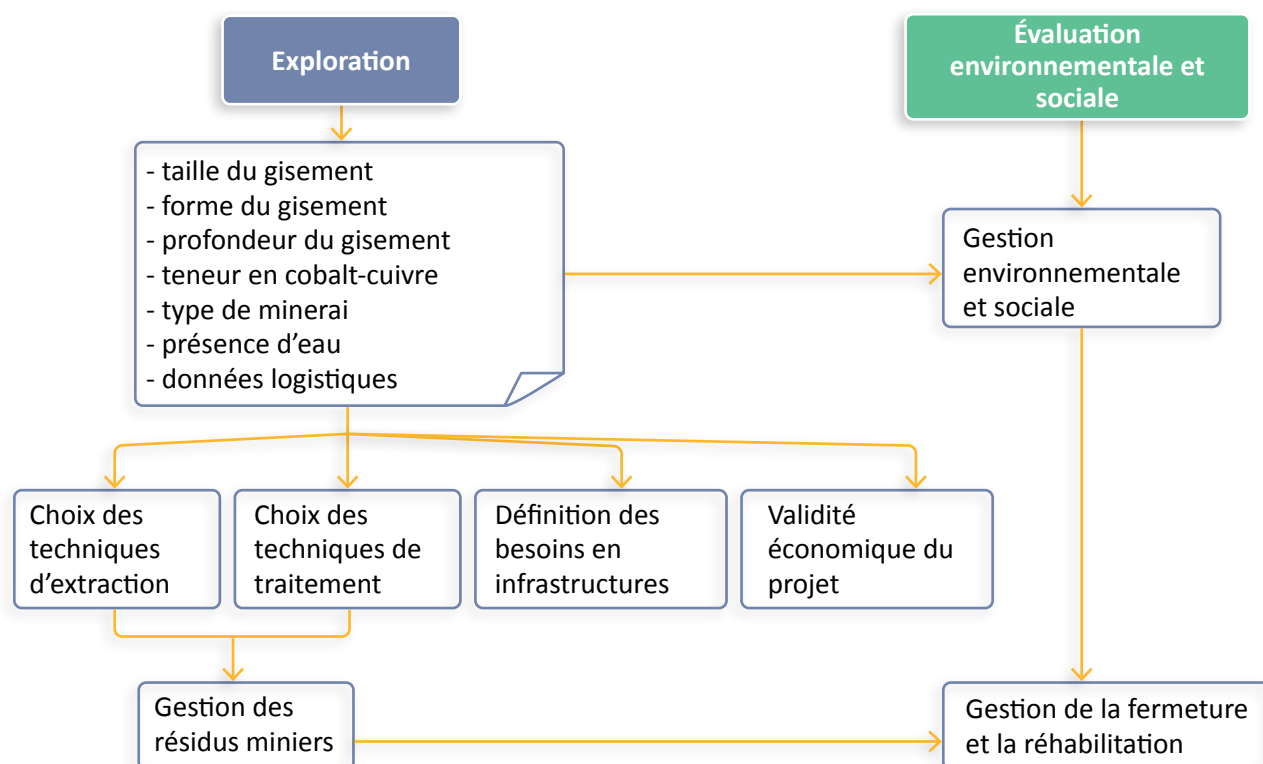 Exploration
Évaluation
environnementale et
sociale
- taille du gisement
- forme du gisement
- profondeur du gisement
- teneur en cobalt-cuivre
- type de minerai
- présence d’eau
- données logistiques
Gestion
environnementale
et sociale
Choix des
techniques
d’extraction
Choix des
techniques de
traitement
Définition des
besoins en
infrastructures
Validité
économique du
projet
Gestion des
résidus miniers
Gestion de la fermeture
et la réhabilitation